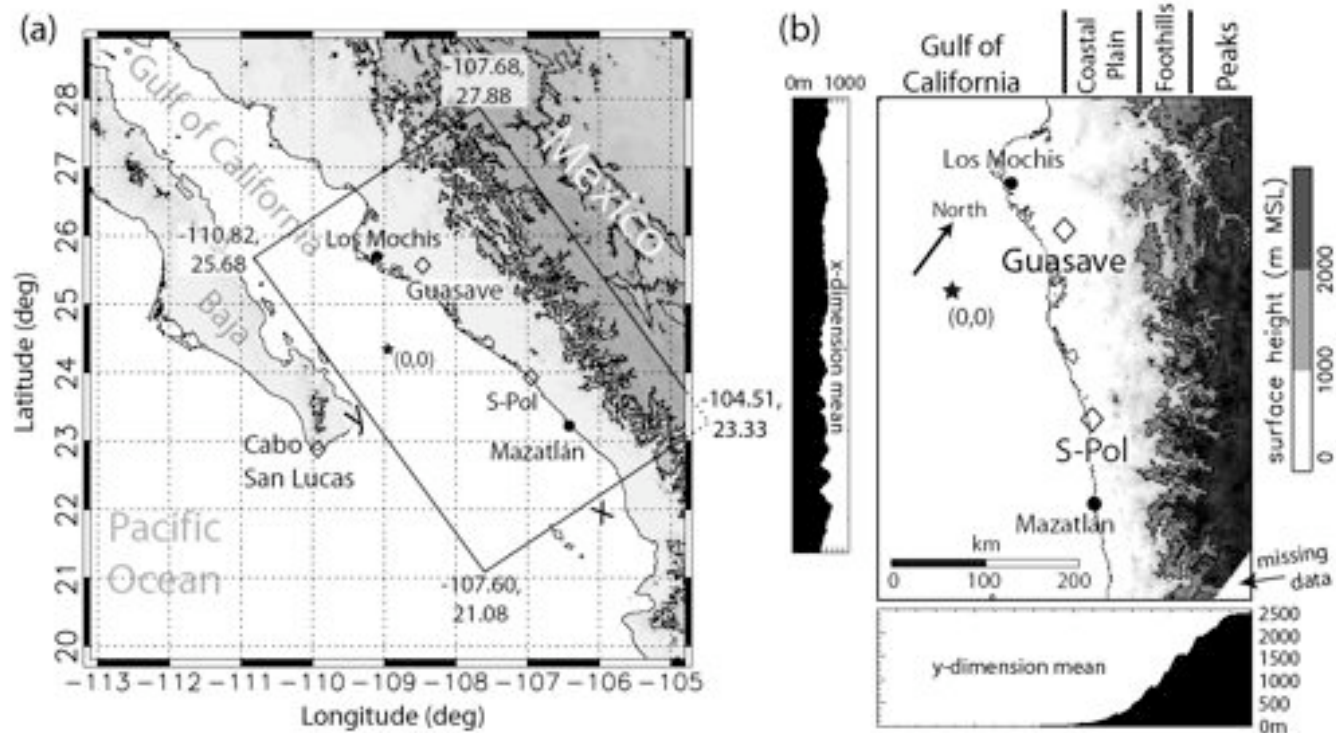 (a)
Gulf of California
-107.68,
27.88
Mexico
-110.82,
25.68
Los Mochis
Guasave
Baja
(0,0)
S-Pol
Mazatlán
-104.51,
23.33
Cabo
San Lucas
y
x
Pacific
Ocean
-107.60,
21.08
28
27
26
25
24
23
22
21
20
Latitude (deg)
-113 -112 -111 -110 -109 -108 -107 -106 -105
Longitude (deg)
(b)
0m 1000
x-dimension mean
Gulf of
California
Coastal
Plain
Foothills
Peaks
Los Mochis
North
Guasave
(0,0)
S-Pol
Mazatlán
km
0 100 200
missing
data
surface height (m MSL)
2000
1000
0
y-dimension mean
2500
2000
1500
1000
500
0m